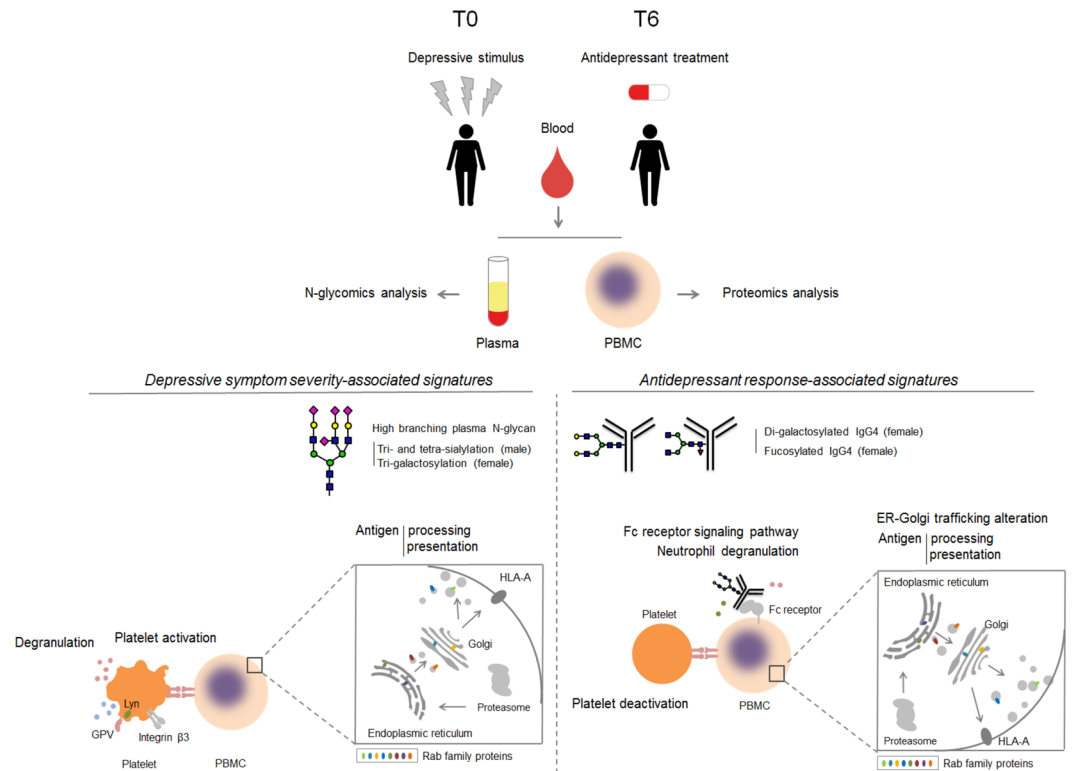 T0
T6
Depressive stimulus
Antidepressant treatment
Blood
N-glycomics analysis
Proteomics analysis
Plasma
PBMC
Depressive symptom severity-associated signatures
High branching plasma N-glycan
Tri- and tetra-sialylation (male)
Tri-galactosylation (female)
Antigen
processing
presentation
HLA-A
Golgi
Proteasome
Endoplasmic reticulum
Rab family proteins
Degranulation
Platelet activation
Lyn
GPV
Integrin β3
Platelet
PBMC
Antidepressant response-associated signatures
Di-galactosylated IgG4 (female)
Fucosylated IgG4 (female)
Fc receptor signaling pathway
Neutrophil degranulation
Fc receptor
Platelet
Platelet deactivation
PBMC
ER-Golgi trafficking alteration
Antigen
processing
presentation
Endoplasmic reticulum
Golgi
Proteasome
HLA-A
Rab family proteins